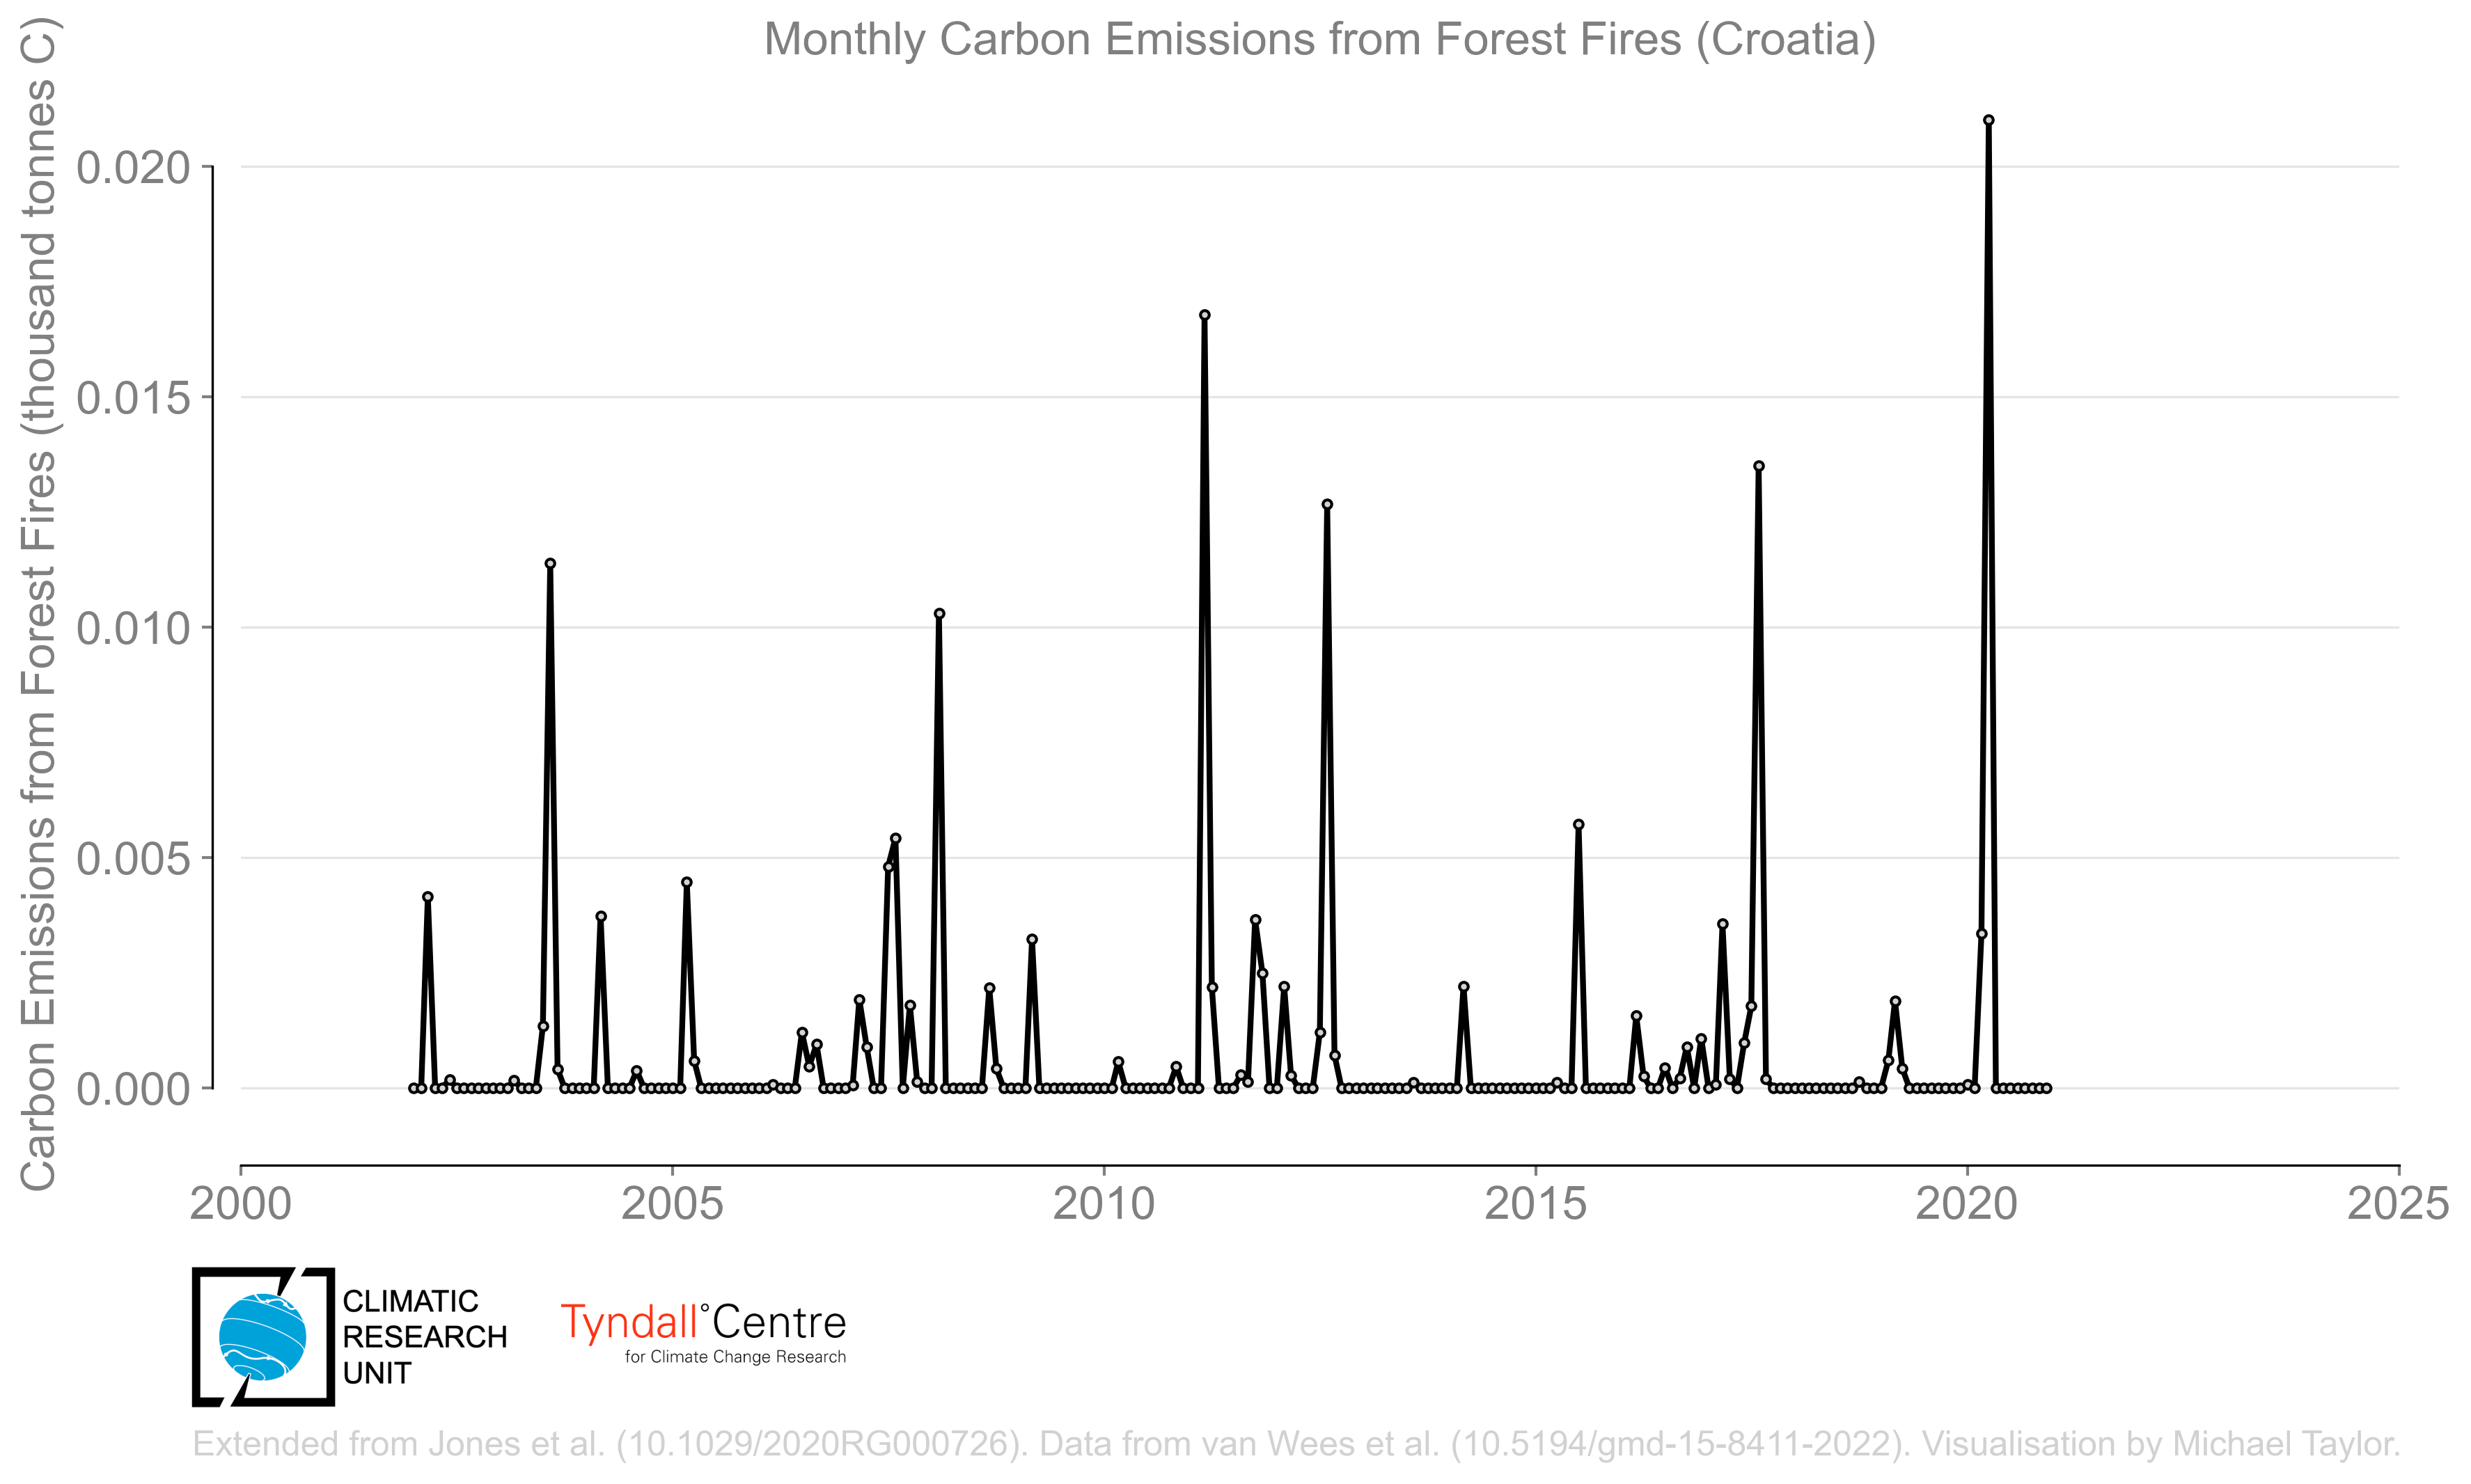 Monthly Carbon Emissions from Forest Fires (Croatia)
Carbon Emissions from Forest Fires (thousand tonnes C)
0.020
0.015
0.010
0.005
0.000
2000 2005 2010 2015 2020 2025
CLIMATIC
RESEARCH
UNIT
Tyndall°Centre
for Climate Change Research
Extended from Jones et al. (10.1029/2020RG000726). Data from van Wees et al. (10.5194/gmd-15-8411-2022). Visualisation by Michael Taylor.